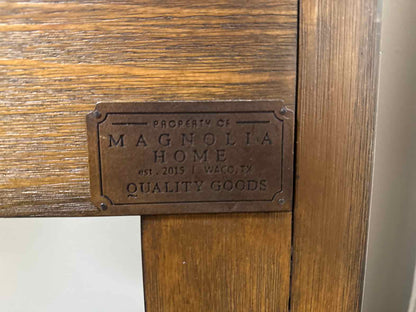 PROPERTY OF
MAGNOLIA
HOME
est. 2015 | WACO, TX
QUALITY GOODS